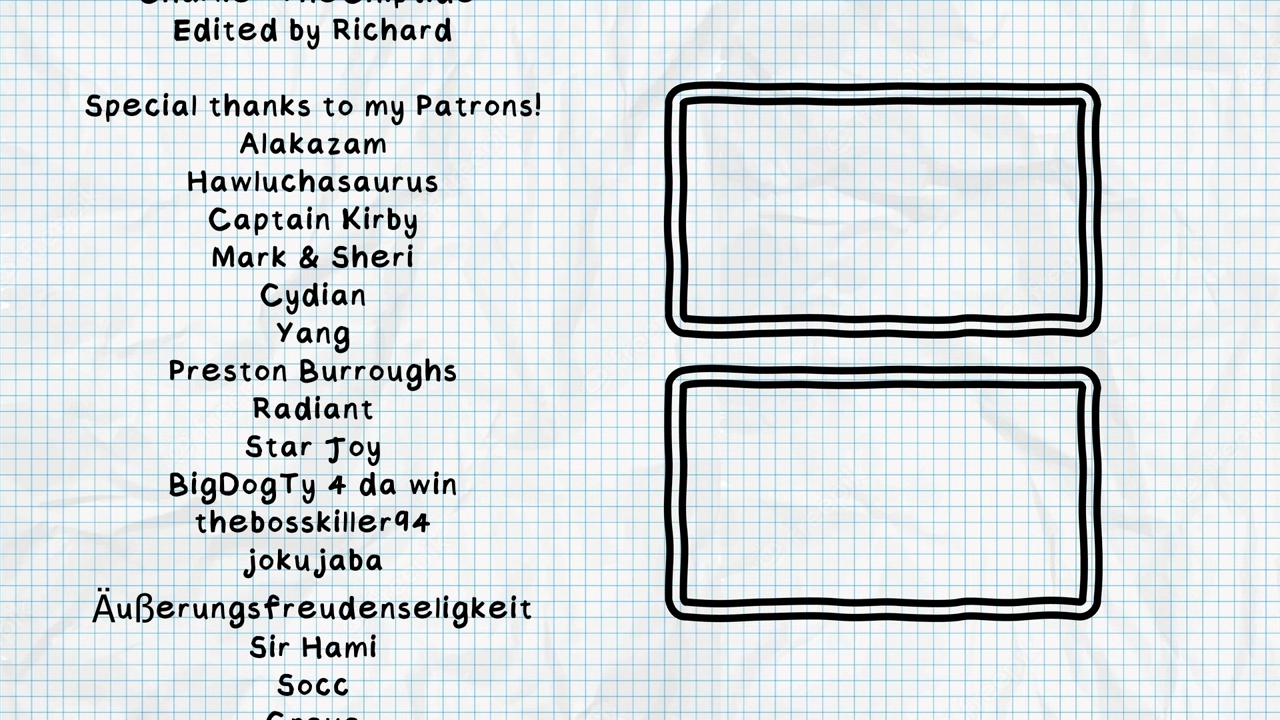 Edited by Richard
Special thanks to my Patrons!
Alakazam
Hawluchasaurus
Captain Kirby
Mark & Sheri
Cydian
Yang
Preston Burroughs
Radiant
Star Joy
BigDogTy 4 da win
thebosskiller94
jokujaba
Äußerungsfreudenseligkeit
Sir Hami
Socc